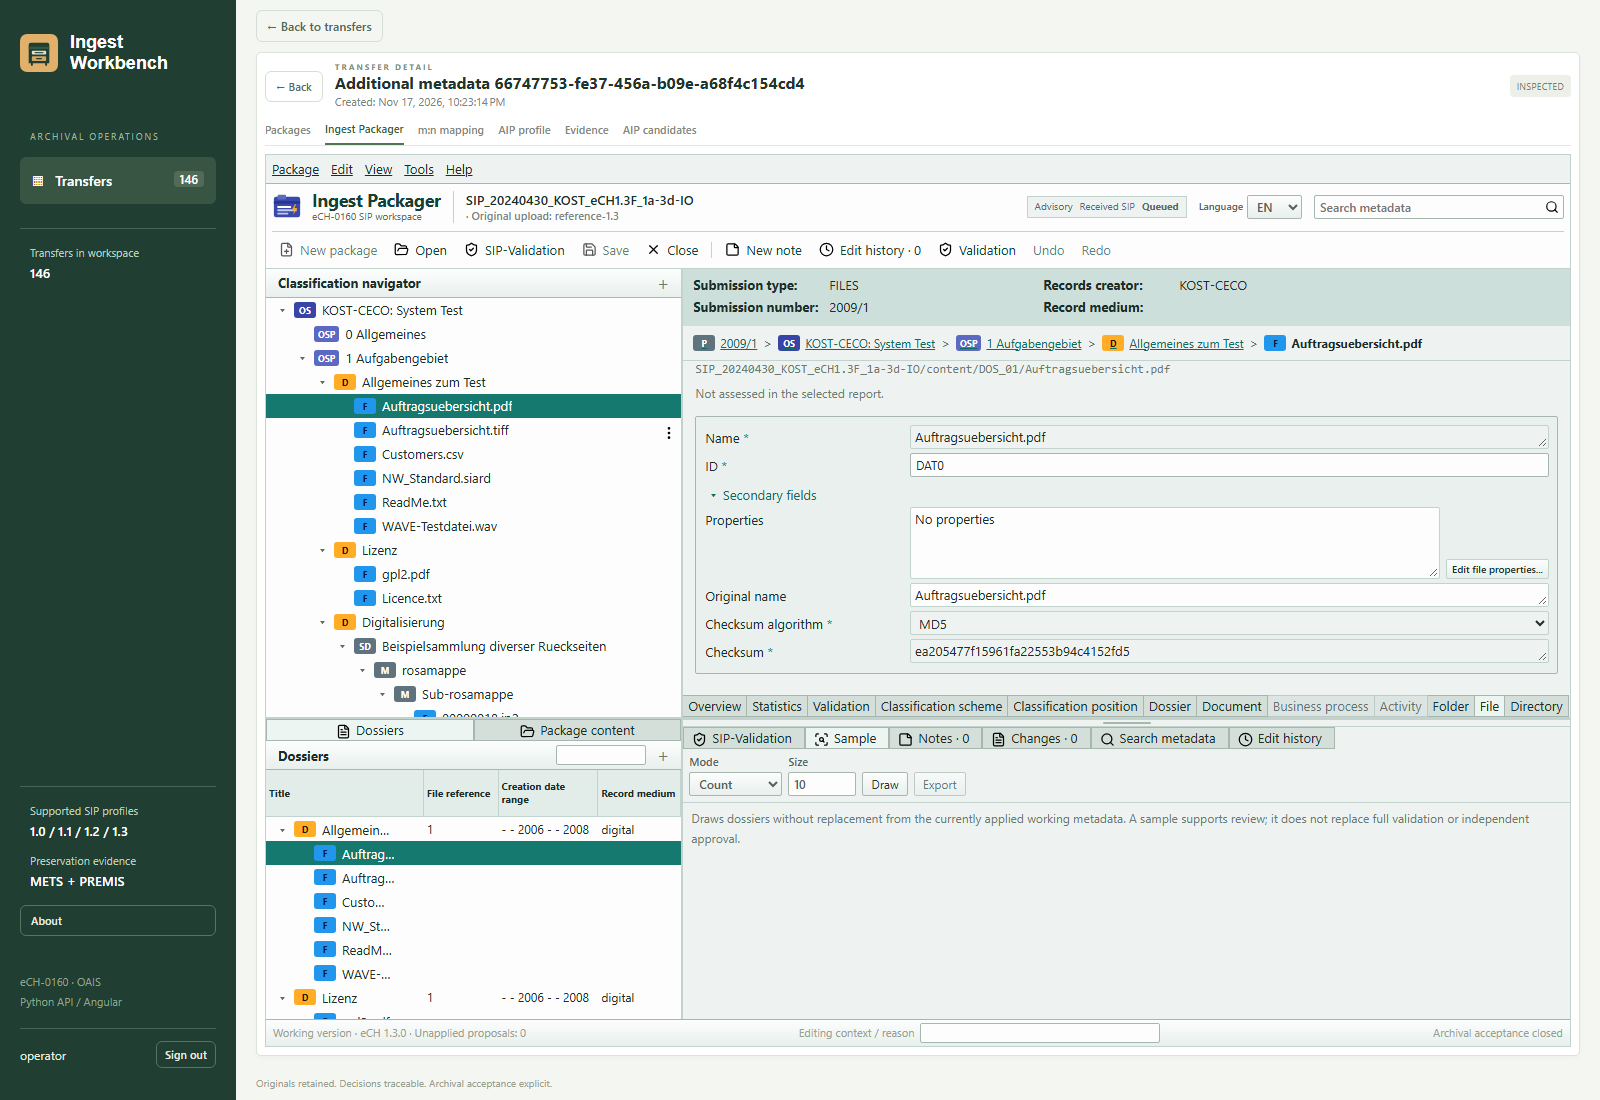 Ingest
Workbench
ARCHIVAL OPERATIONS
Transfers 146
Transfers in workspace
146
Supported SIP profiles
1.0 / 1.1 / 1.2 / 1.3
Preservation evidence
METS + PREMIS
About
eCH-0160 · OAIS
Python API / Angular
operator Sign out
← Back to transfers
← Back
TRANSFER DETAIL
Additional metadata 66747753-fe37-456a-b09e-a68f4c154cd4
Created: Nov 17, 2026, 10:23:14 PM
INSPECTED
Packages Ingest Packager m:n mapping AIP profile Evidence AIP candidates
Package Edit View Tools Help
Ingest Packager
eCH-0160 SIP workspace
SIP_20240430_KOST_eCH1.3F_1a-3d-IO
· Original upload: reference-1.3
Advisory Received SIP Queued
Language EN
Search metadata
New package Open SIP-Validation Save Close New note Edit history · 0 Validation Undo Redo
Classification navigator +
OS KOST-CECO: System Test
OSP 0 Allgemeines
OSP 1 Aufgabengebiet
D Allgemeines zum Test
F Auftragsuebersicht.pdf
F Auftragsuebersicht.tiff
F Customers.csv
F NW_Standard.siard
F ReadMe.txt
F WAVE-Testdatei.wav
D Lizenz
F gpl2.pdf
F Licence.txt
D Digitalisierung
SD Beispielsammlung diverser Rueckseiten
M rosamappe
M Sub-rosamappe
Dossiers Package content
Dossiers +
Title File reference Creation date range Record medium
D Allgemein... 1 - - 2006 - - 2008 digital
F Auftrag...
F Auftrag...
F Custo...
F NW_St...
F ReadM...
F WAVE-...
D Lizenz 1 - - 2006 - - 2008 digital
Submission type: FILES Records creator: KOST-CECO
Submission number: 2009/1 Record medium:
P 2009/1 > OS KOST-CECO: System Test > OSP 1 Aufgabengebiet > D Allgemeines zum Test > F Auftragsuebersicht.pdf
SIP_20240430_KOST_eCH1.3F_1a-3d-IO/content/DOS_01/Auftragsuebersicht.pdf
Not assessed in the selected report.
Name * Auftragsuebersicht.pdf
ID * DAT0
Secondary fields
Properties No properties
Edit file properties...
Original name Auftragsuebersicht.pdf
Checksum algorithm * MD5
Checksum * ea205477f15961fa22553b94c4152fd5
Overview Statistics Validation Classification scheme Classification position Dossier Document Business process Activity Folder File Directory
SIP-Validation Sample Notes · 0 Changes · 0 Search metadata Edit history
Mode Size
Count 10 Draw Export
Draws dossiers without replacement from the currently applied working metadata. A sample supports review; it does not replace full validation or independent
approval.
Working version · eCH 1.3.0 · Unapplied proposals: 0 Editing context / reason Archival acceptance closed
Originals retained. Decisions traceable. Archival acceptance explicit.